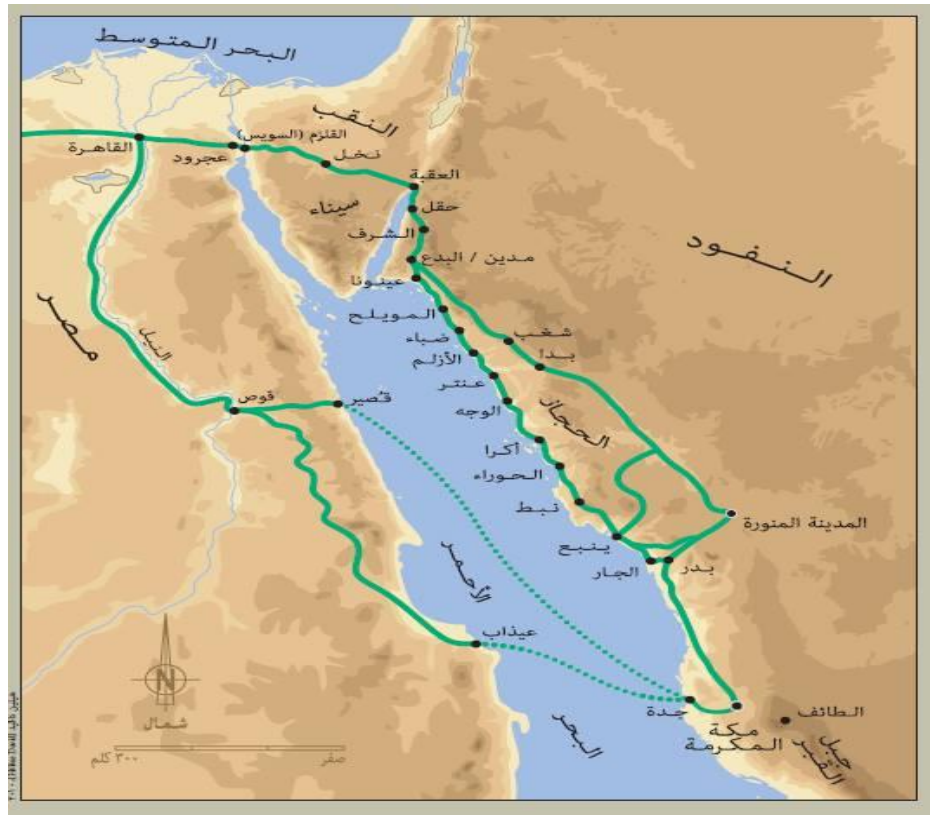 البحر المتوسط
النقب
القلزم (السويس)
القاهرة
عجرود
نخل
العقبة
سيناء
حقل
الشرف
مدين / البدع
عينونا
النفود
مصر
المويلح
شغب
ضباء
بدا
النيل
الأزلم
عنتر
الحجاز
قوص
قُصير
الوجه
أكرا
الحوراء
نبط
المدينة المنورة
ينبع
بدر
الجار
الأحمر
عيذاب
N
شمال
جدة
مكة
المكرمة
الطائف
جبل
البحر
صفر
٣٠٠ كلم